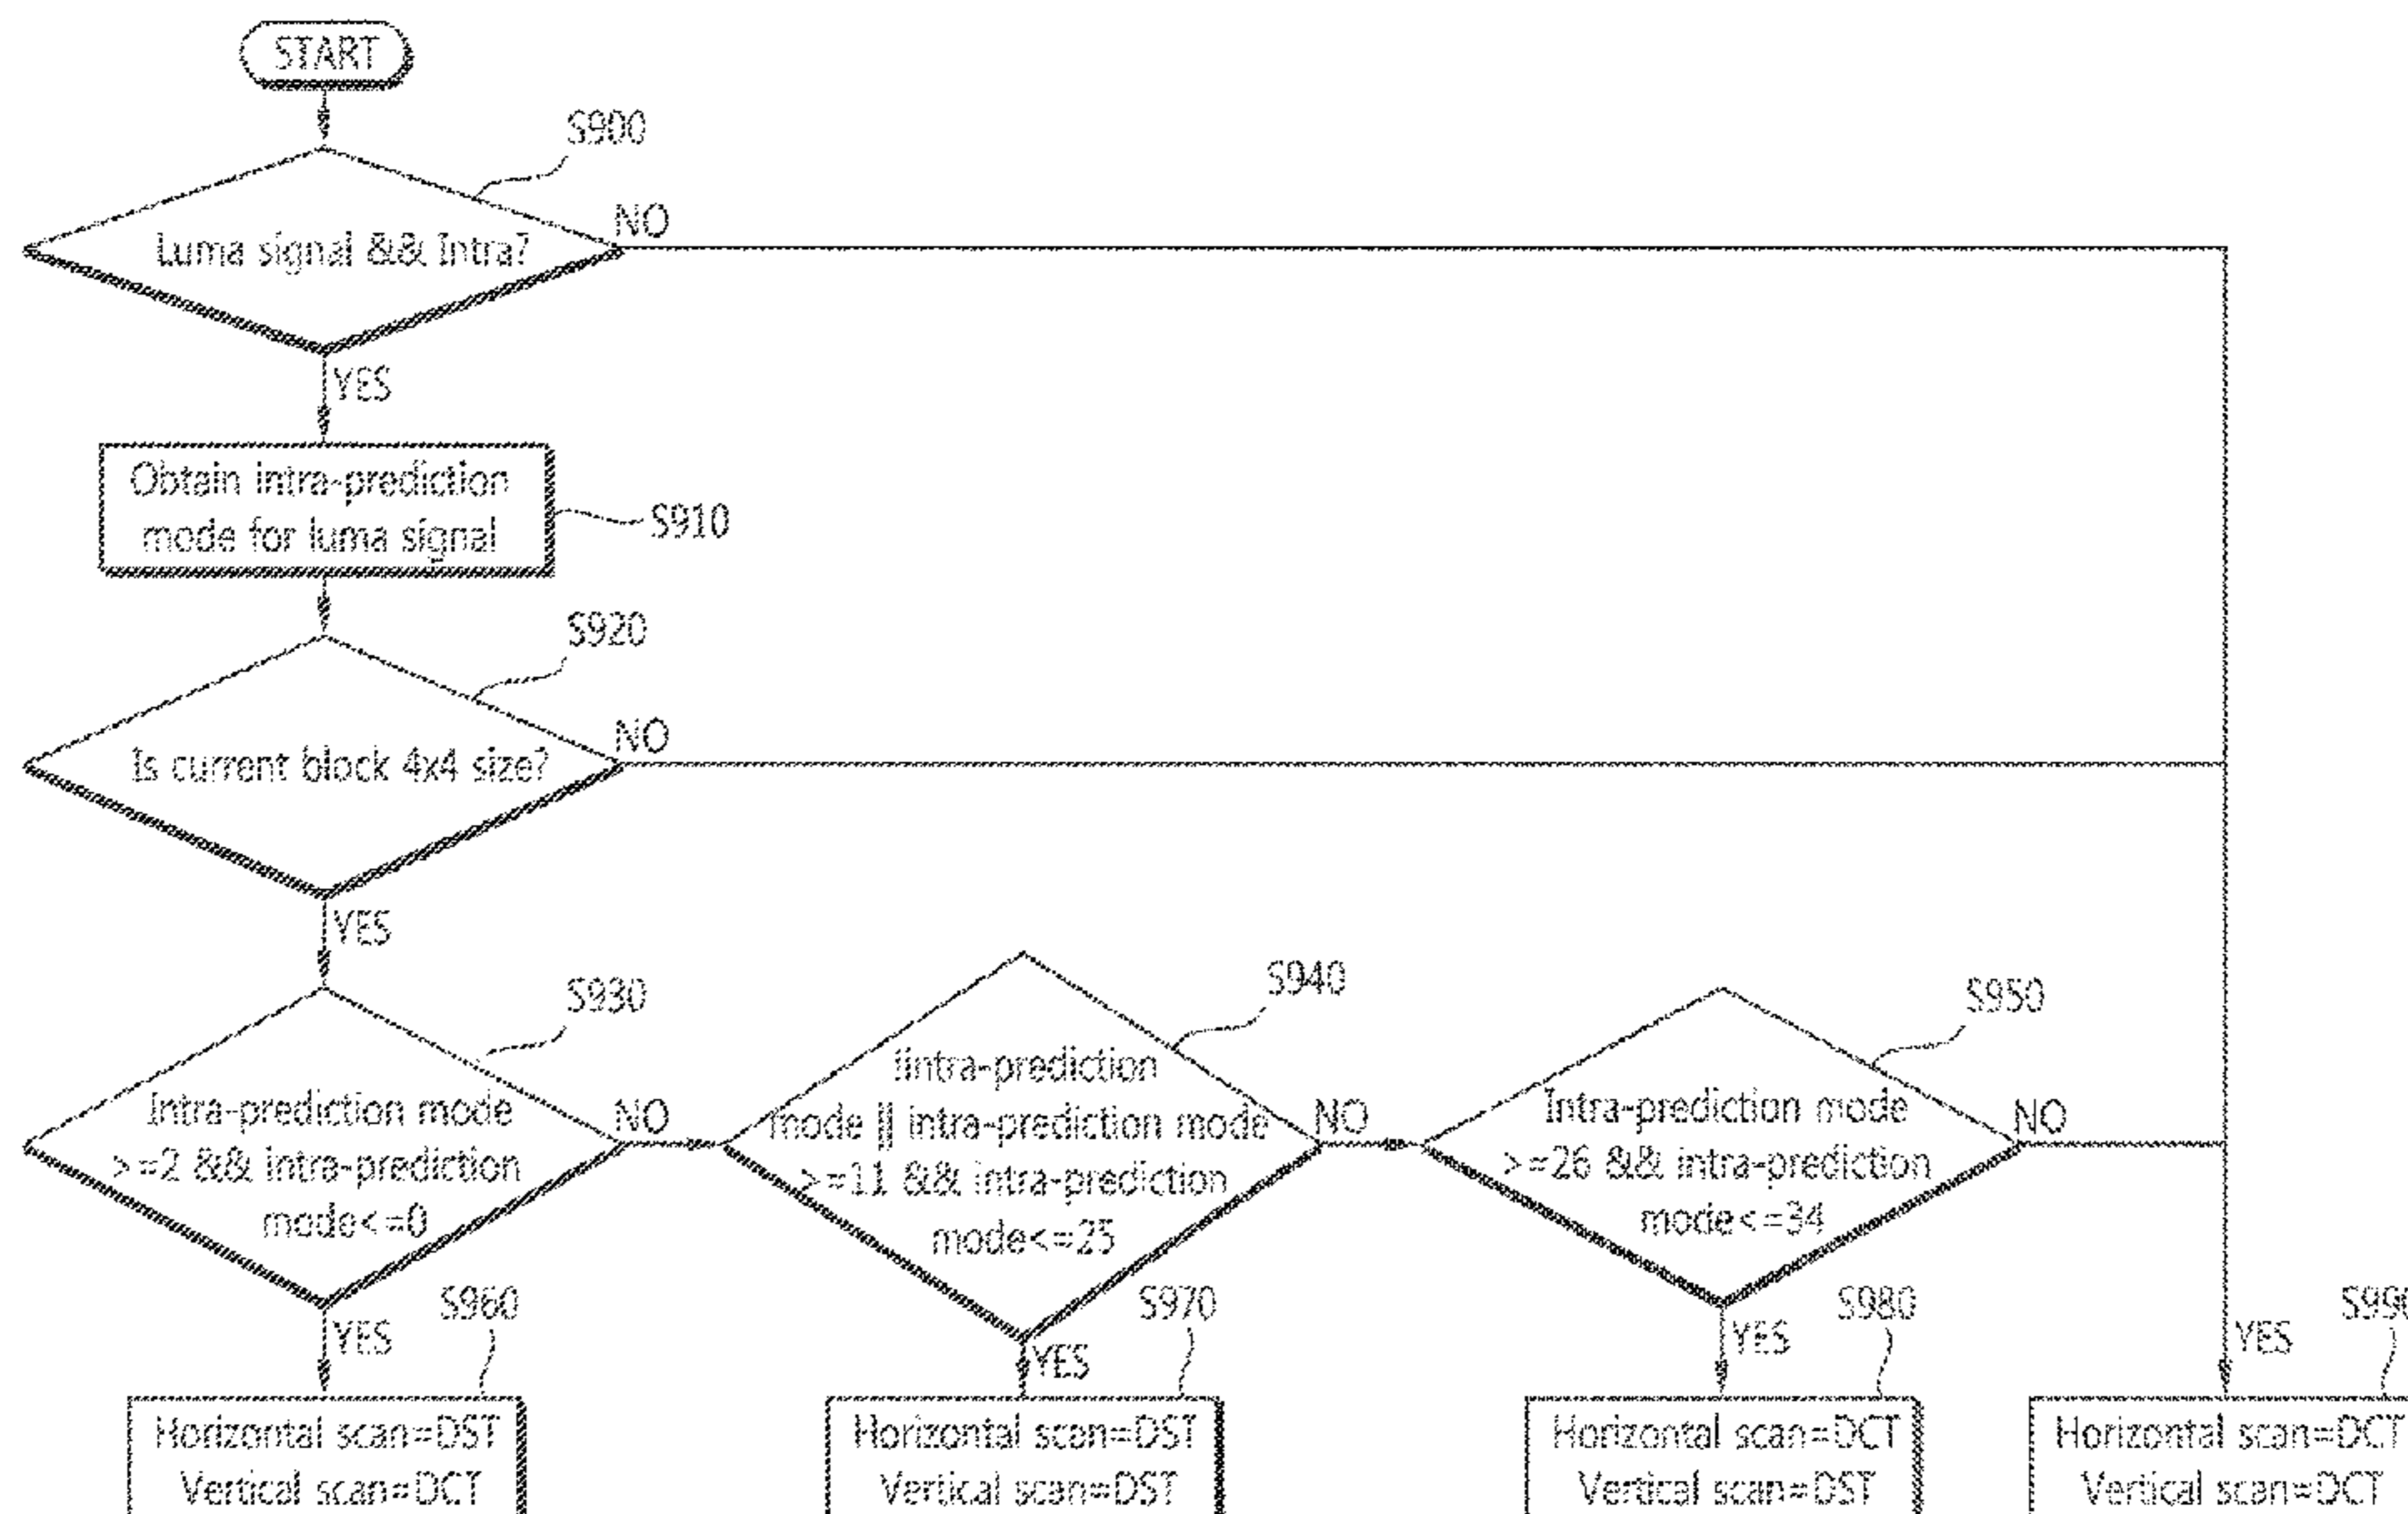 START
S900
Luma signal && Intra?
NO
YES
Obtain intra-prediction
mode for luma signal
S910
S920
Is current block 4x4 size?
NO
YES
S930
Intra-prediction mode
>=2 && intra-prediction
mode<=0
NO
YES
S940
!intra-prediction
mode || intra-prediction mode
>=11 && intra-prediction
mode<=25
NO
YES
S950
Intra-prediction mode
>=26 && intra-prediction
mode<=34
NO
YES
YES
S960
Horizontal scan=DST
Vertical scan=DCT
S970
Horizontal scan=DST
Vertical scan=DST
S980
Horizontal scan=DCT
Vertical scan=DST
S990
Horizontal scan=DCT
Vertical scan=DCT